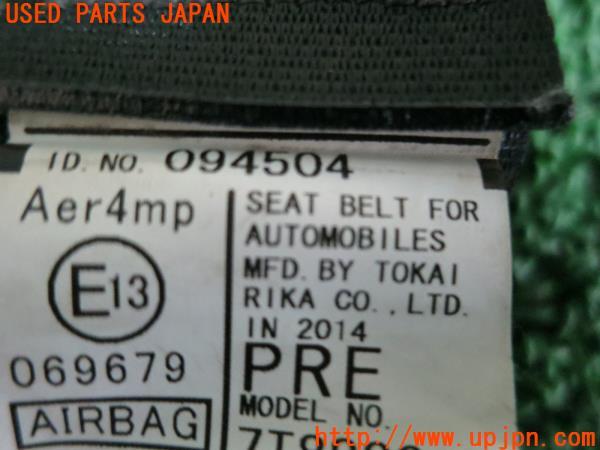 USED PARTS JAPAN
ID. NO. 094504
Aer4mp
E13
069679
AIRBAG
SEAT BELT FOR
AUTOMOBILES
MFD. BY TOKAI
RIKA CO., LTD.
IN 2014
PRE
MODEL NO.
UPJ
http://www.upjpn.com/